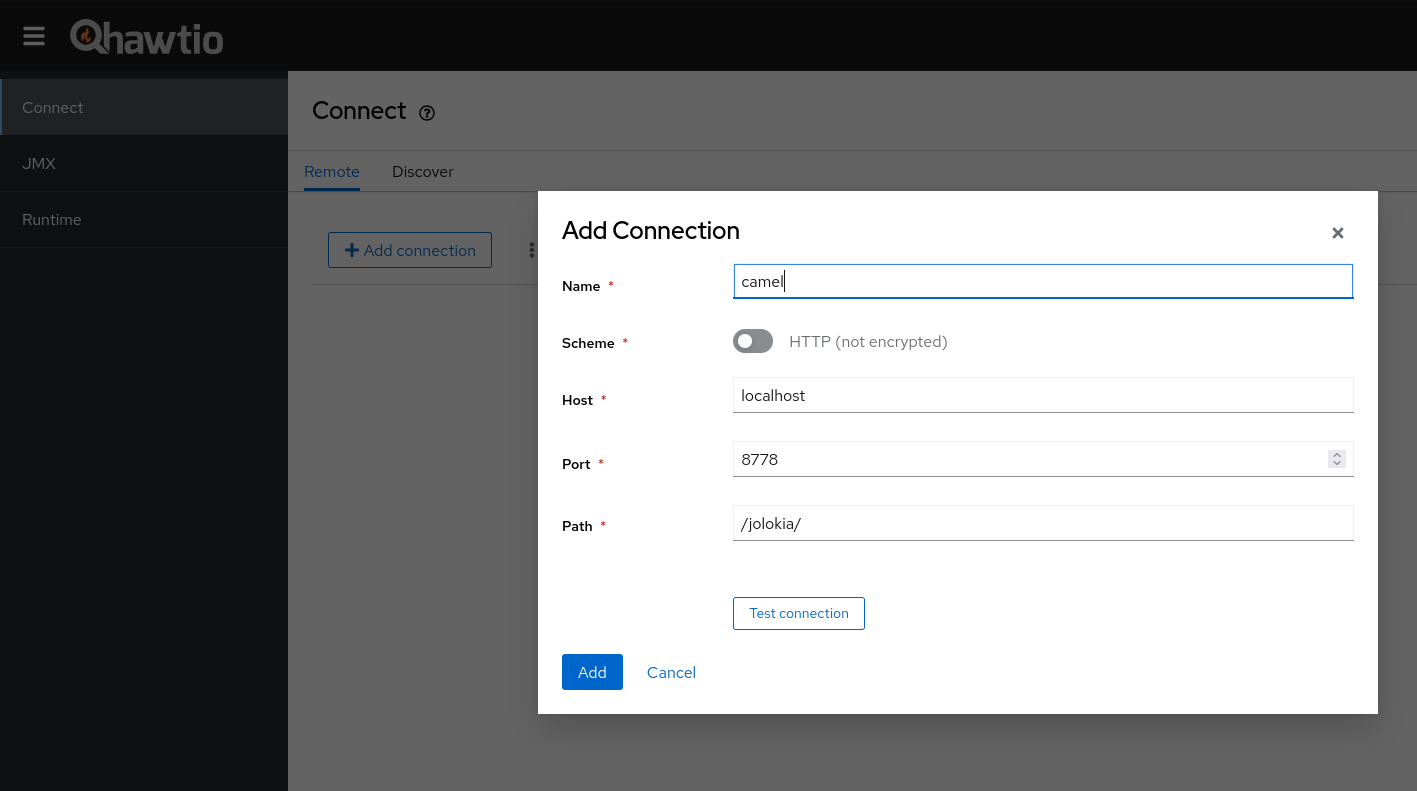 hawtio
Connect
JMX
Runtime
Connect
Remote Discover
Add connection
Add Connection
Name *
camel
Scheme *
HTTP (not encrypted)
Host *
localhost
Port *
8778
Path *
/jolokia/
Test connection
Add Cancel